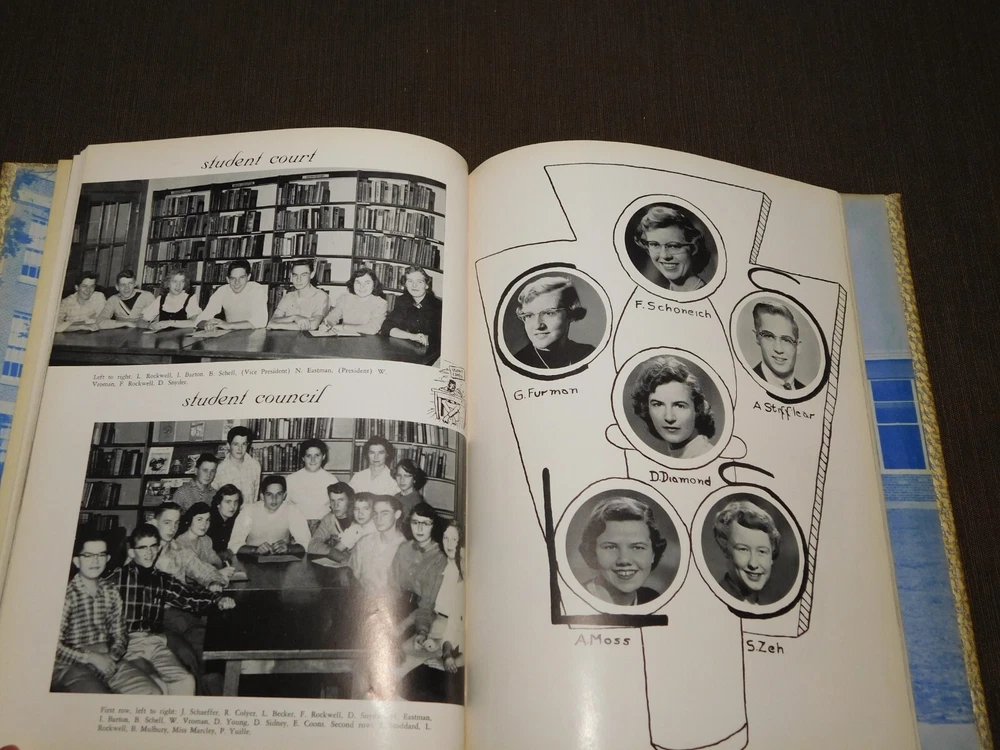 student court
Left to right: L. Rockwell, J. Barton, B. Scheil, (Vice President) N. Eastman, (President) W.
Vosman, F. Rockwell, D. Snyder.
student council
First row, left to right: J. Schaeffer, R. Colyer, L. Becker, F. Rockwell, D. Eastman,
J. Barton, B. Scheil, W. Vosman, D. Young, D. Sidney, E. Coons. Second row: L.
Rockwell, B. Mulbury, Miss Manley, P. Yuille.
F. Schoneich
G. Furman
A. Stifflear
D. Diamond
A. Moss
S. Zeh